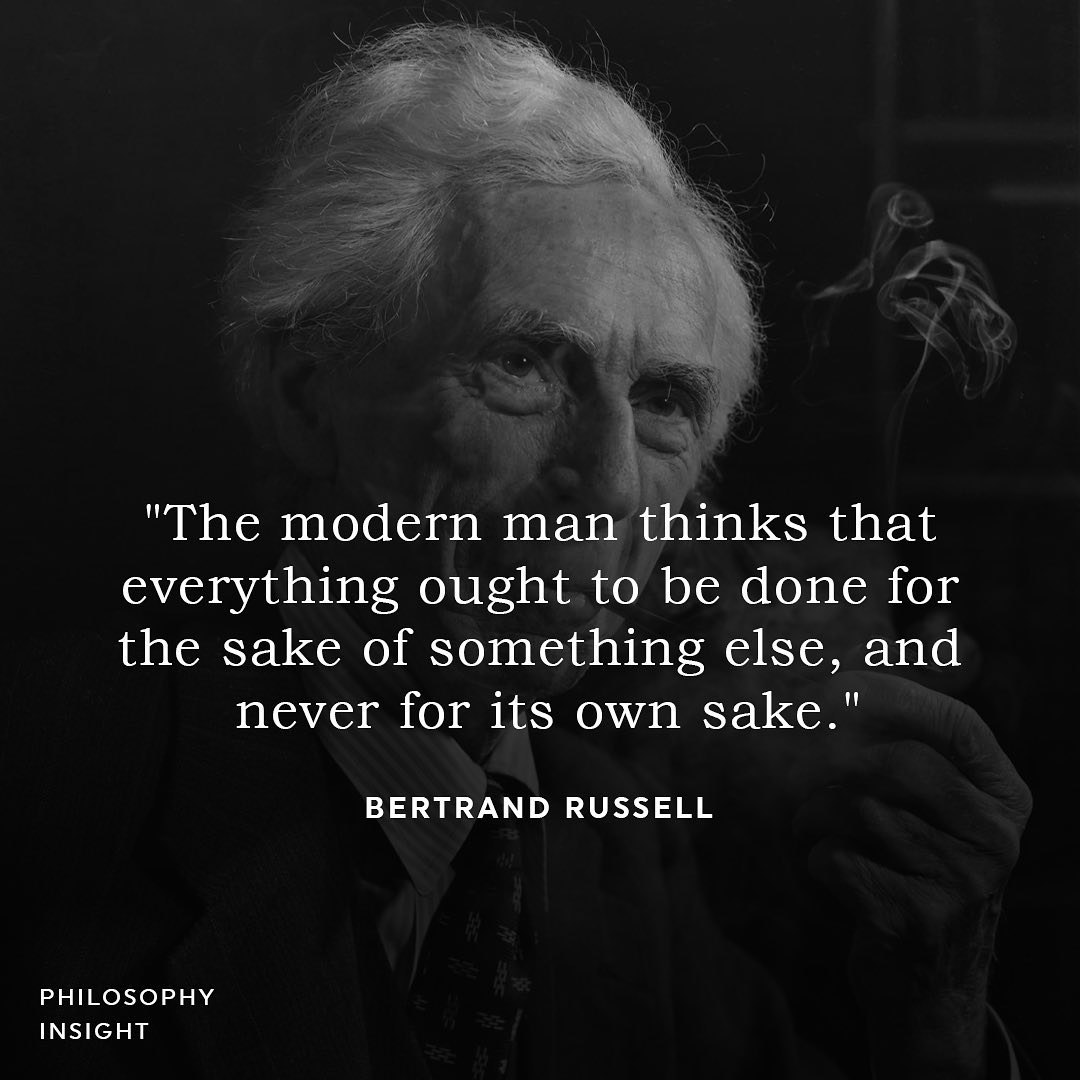 "The modern man thinks that
everything ought to be done for
the sake of something else, and
never for its own sake."
BERTRAND RUSSELL
PHILOSOPHY
INSIGHT